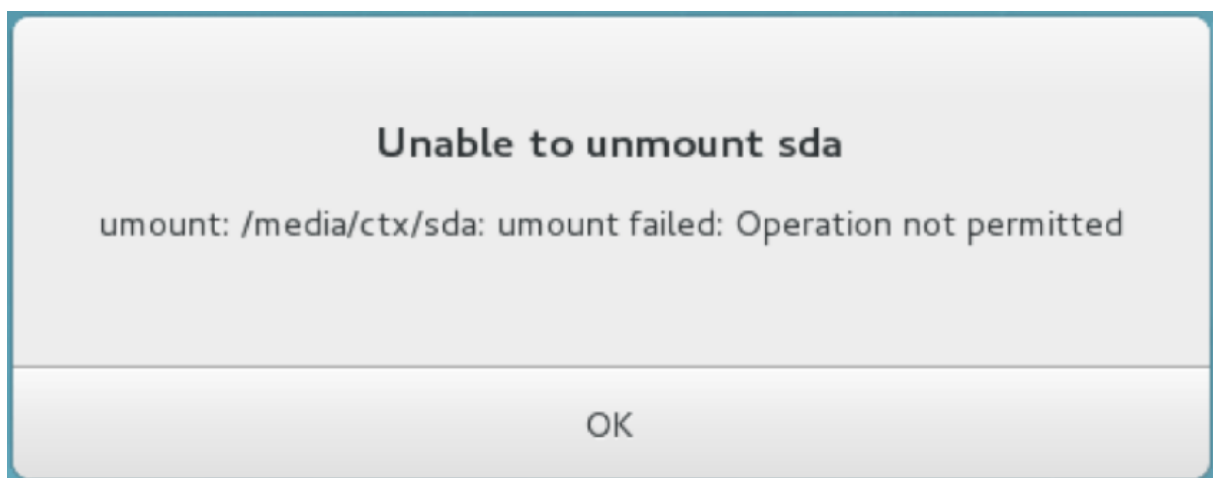 Unable to unmount sda
umount: /media/ctx/sda: umount failed: Operation not permitted
OK